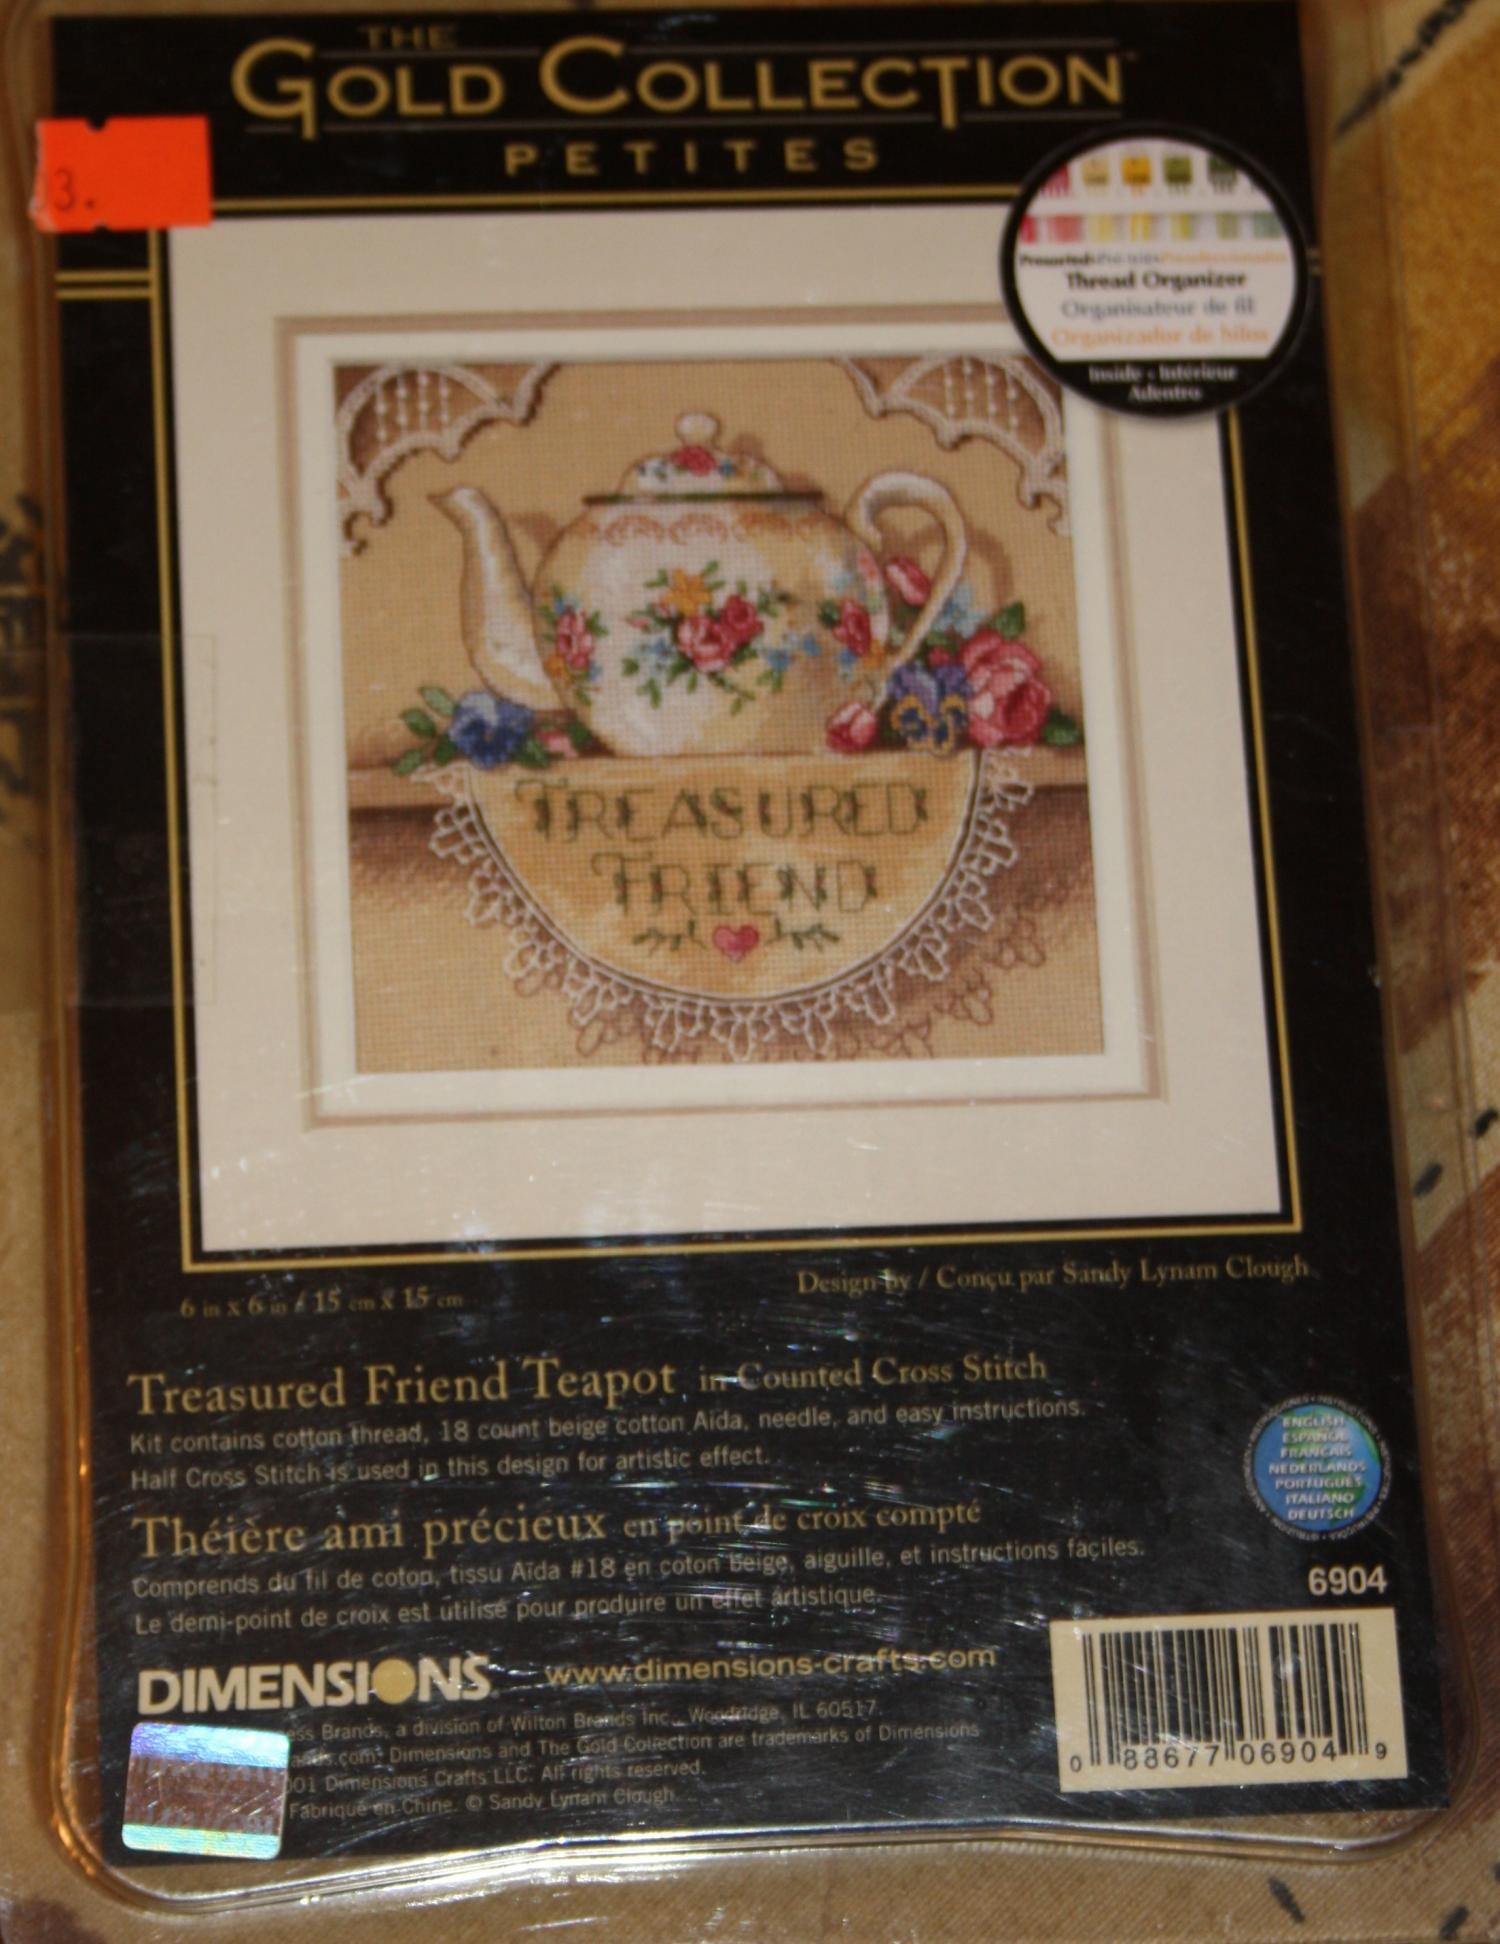 THE
GOLD COLLECTION™
PETITES
3.
Thread Organizer
Organisateur de fil
Organizador de hilos
Inside • Intérieur
Adentro
TREASURED
FRIEND
6 in x 6 in / 15 cm x 15 cm
Design by / Conçu par Sandy Lynam Clough
Treasured Friend Teapot in Counted Cross Stitch
Kit contains cotton thread, 18 count beige cotton Aida, needle, and easy instructions.
Half Cross Stitch is used in this design for artistic effect.
Théière ami précieux en point de croix compté
Comprends du fil de coton, tissu Aïda #18 en coton beige, aiguille, et instructions faciles.
Le demi-point de croix est utilisé pour produire un effet artistique.
ENGLISH
ESPAÑOL
FRANÇAIS
NEDERLANDS
PORTUGUÊS
ITALIANO
DEUTSCH
6904
DIMENSIONS www.dimensions-crafts.com
ess Brands, a division of Wilton Brands Inc., Woodridge, IL 60517.
ands.com Dimensions and The Gold Collection are trademarks of Dimensions
001 Dimensions Crafts LLC. All rights reserved.
Fabriqué en Chine. © Sandy Lynam Clough
0 88677 06904 9